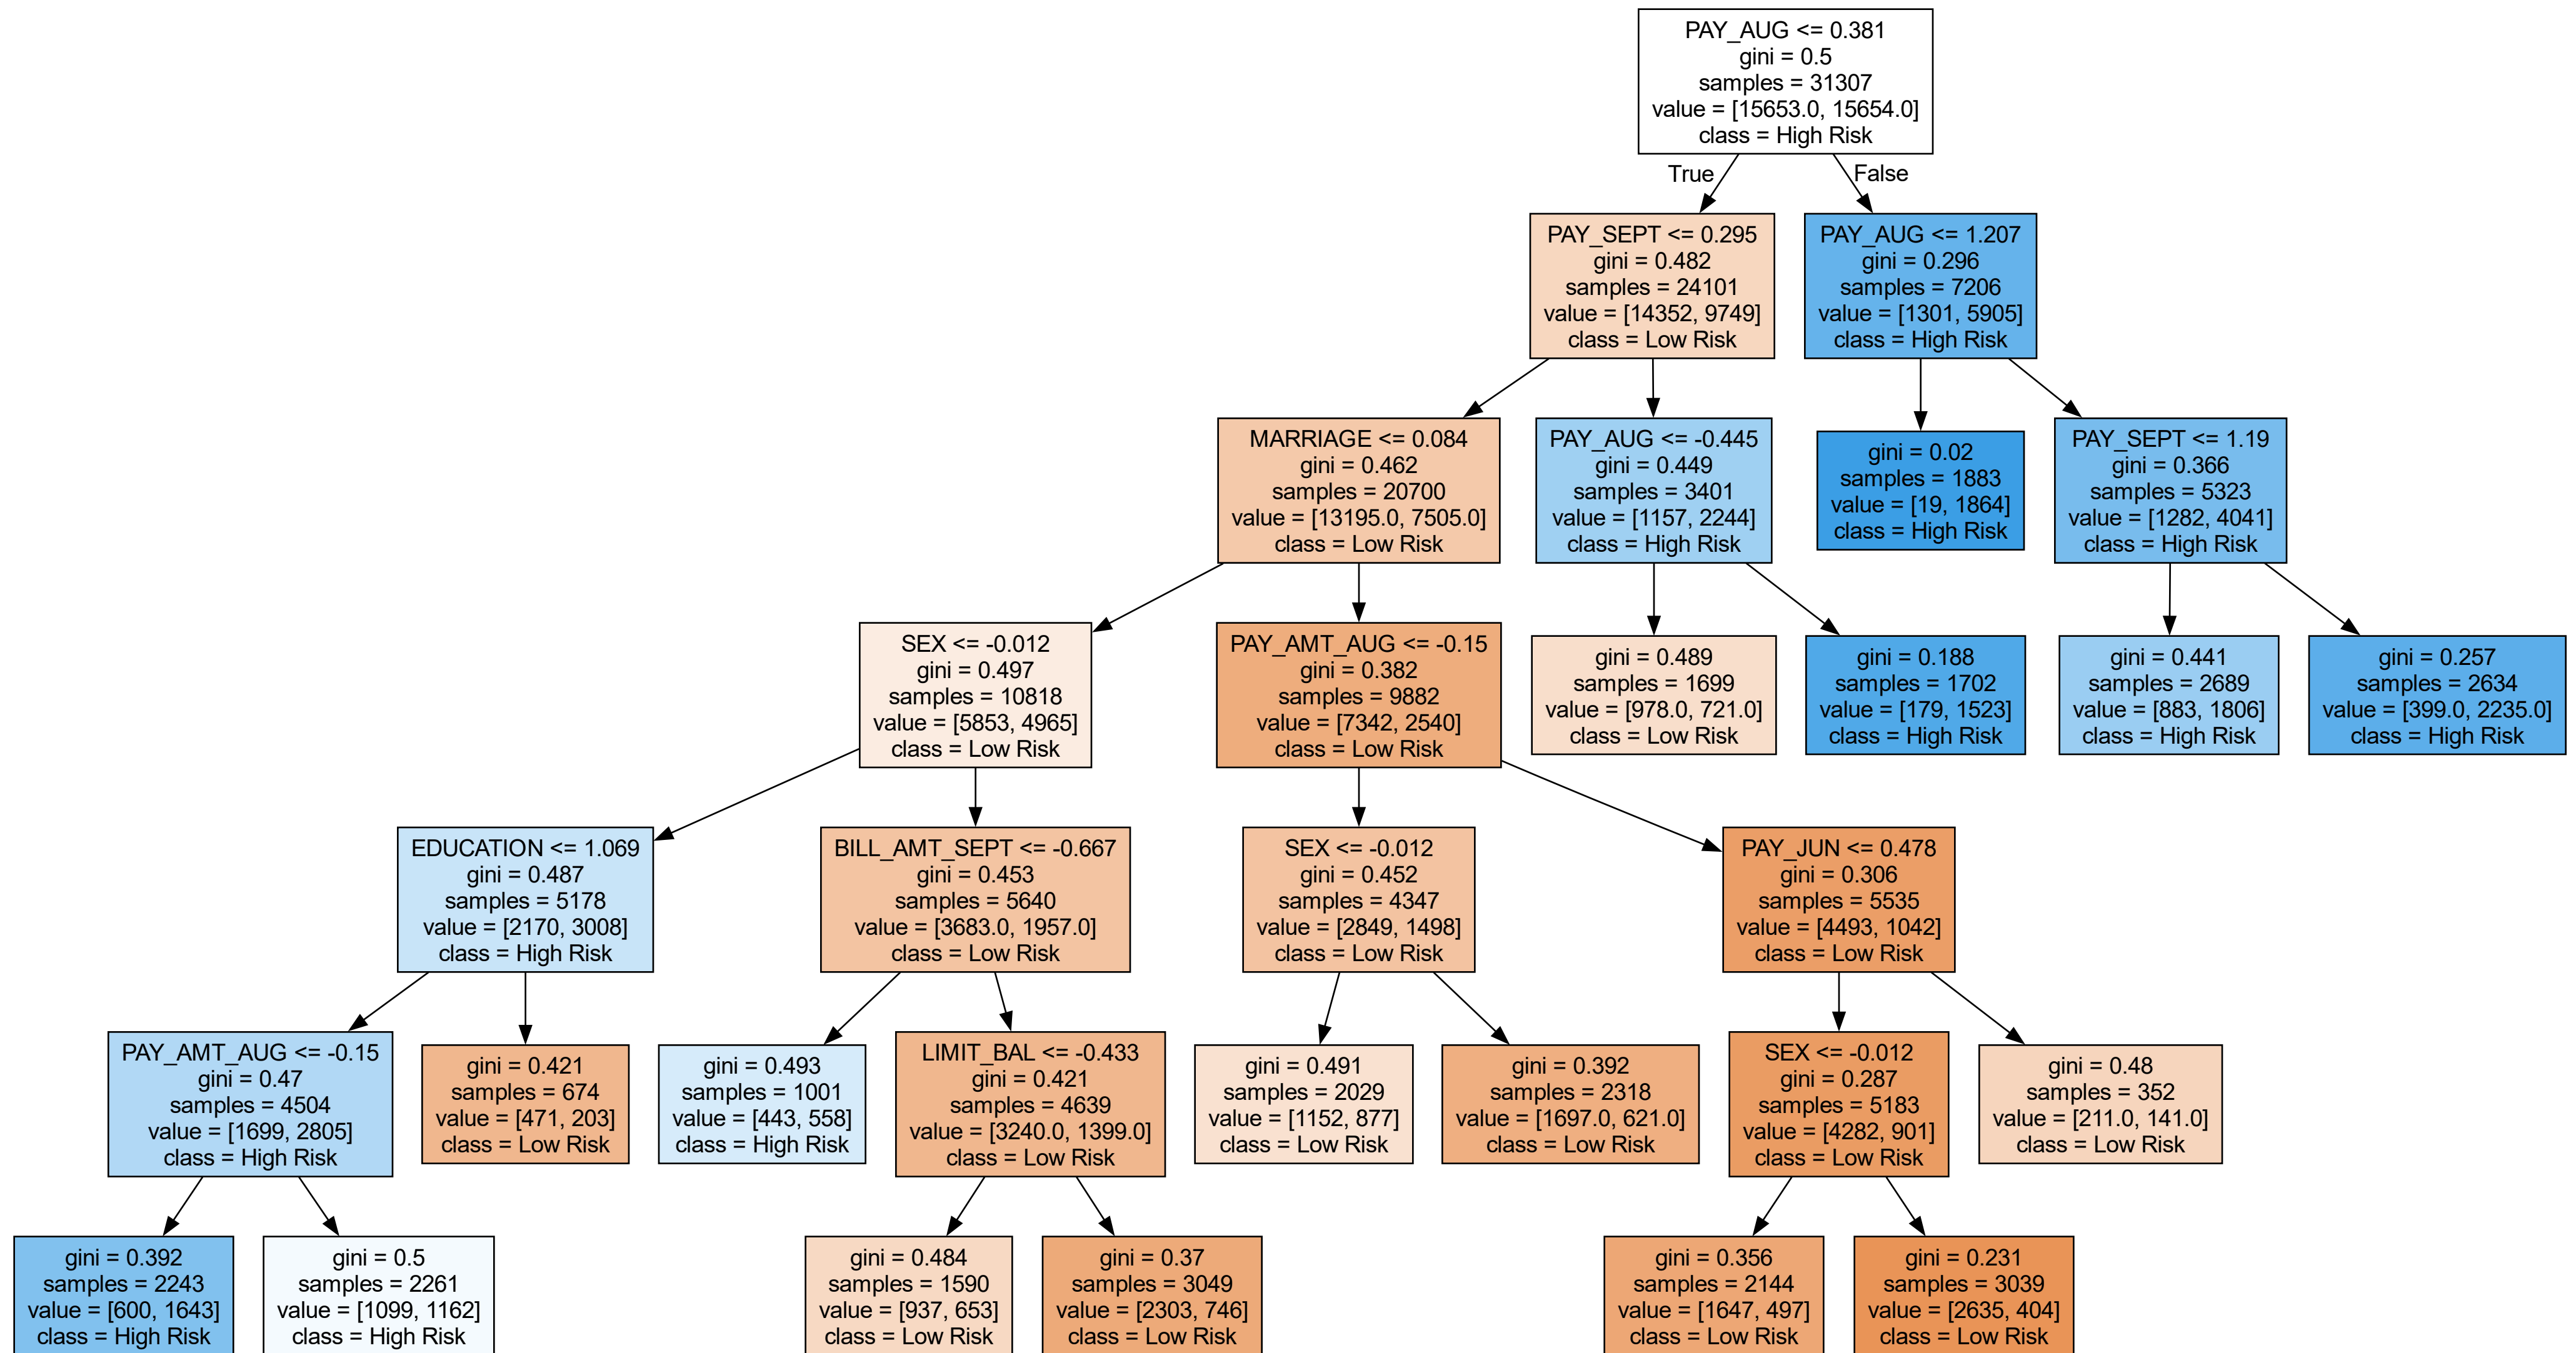 PAY_AUG <= 0.381
gini = 0.5
samples = 31307
value = [15653.0, 15654.0]
class = High Risk
True
False
PAY_SEPT <= 0.295
gini = 0.482
samples = 24101
value = [14352, 9749]
class = Low Risk
PAY_AUG <= 1.207
gini = 0.296
samples = 7206
value = [1301, 5905]
class = High Risk
MARRIAGE <= 0.084
gini = 0.462
samples = 20700
value = [13195.0, 7505.0]
class = Low Risk
PAY_AUG <= -0.445
gini = 0.449
samples = 3401
value = [1157, 2244]
class = High Risk
gini = 0.02
samples = 1883
value = [19, 1864]
class = High Risk
PAY_SEPT <= 1.19
gini = 0.366
samples = 5323
value = [1282, 4041]
class = High Risk
SEX <= -0.012
gini = 0.497
samples = 10818
value = [5853, 4965]
class = Low Risk
PAY_AMT_AUG <= -0.15
gini = 0.382
samples = 9882
value = [7342, 2540]
class = Low Risk
gini = 0.489
samples = 1699
value = [978.0, 721.0]
class = Low Risk
gini = 0.188
samples = 1702
value = [179, 1523]
class = High Risk
gini = 0.441
samples = 2689
value = [883, 1806]
class = High Risk
gini = 0.257
samples = 2634
value = [399.0, 2235.0]
class = High Risk
EDUCATION <= 1.069
gini = 0.487
samples = 5178
value = [2170, 3008]
class = High Risk
BILL_AMT_SEPT <= -0.667
gini = 0.453
samples = 5640
value = [3683.0, 1957.0]
class = Low Risk
SEX <= -0.012
gini = 0.452
samples = 4347
value = [2849, 1498]
class = Low Risk
PAY_JUN <= 0.478
gini = 0.306
samples = 5535
value = [4493, 1042]
class = Low Risk
PAY_AMT_AUG <= -0.15
gini = 0.47
samples = 4504
value = [1699, 2805]
class = High Risk
gini = 0.421
samples = 674
value = [471, 203]
class = Low Risk
gini = 0.493
samples = 1001
value = [443, 558]
class = High Risk
LIMIT_BAL <= -0.433
gini = 0.421
samples = 4639
value = [3240.0, 1399.0]
class = Low Risk
gini = 0.491
samples = 2029
value = [1152, 877]
class = Low Risk
gini = 0.392
samples = 2318
value = [1697.0, 621.0]
class = Low Risk
SEX <= -0.012
gini = 0.287
samples = 5183
value = [4282, 901]
class = Low Risk
gini = 0.48
samples = 352
value = [211.0, 141.0]
class = Low Risk
gini = 0.392
samples = 2243
value = [600, 1643]
class = High Risk
gini = 0.5
samples = 2261
value = [1099, 1162]
class = High Risk
gini = 0.484
samples = 1590
value = [937, 653]
class = Low Risk
gini = 0.37
samples = 3049
value = [2303, 746]
class = Low Risk
gini = 0.356
samples = 2144
value = [1647, 497]
class = Low Risk
gini = 0.231
samples = 3039
value = [2635, 404]
class = Low Risk